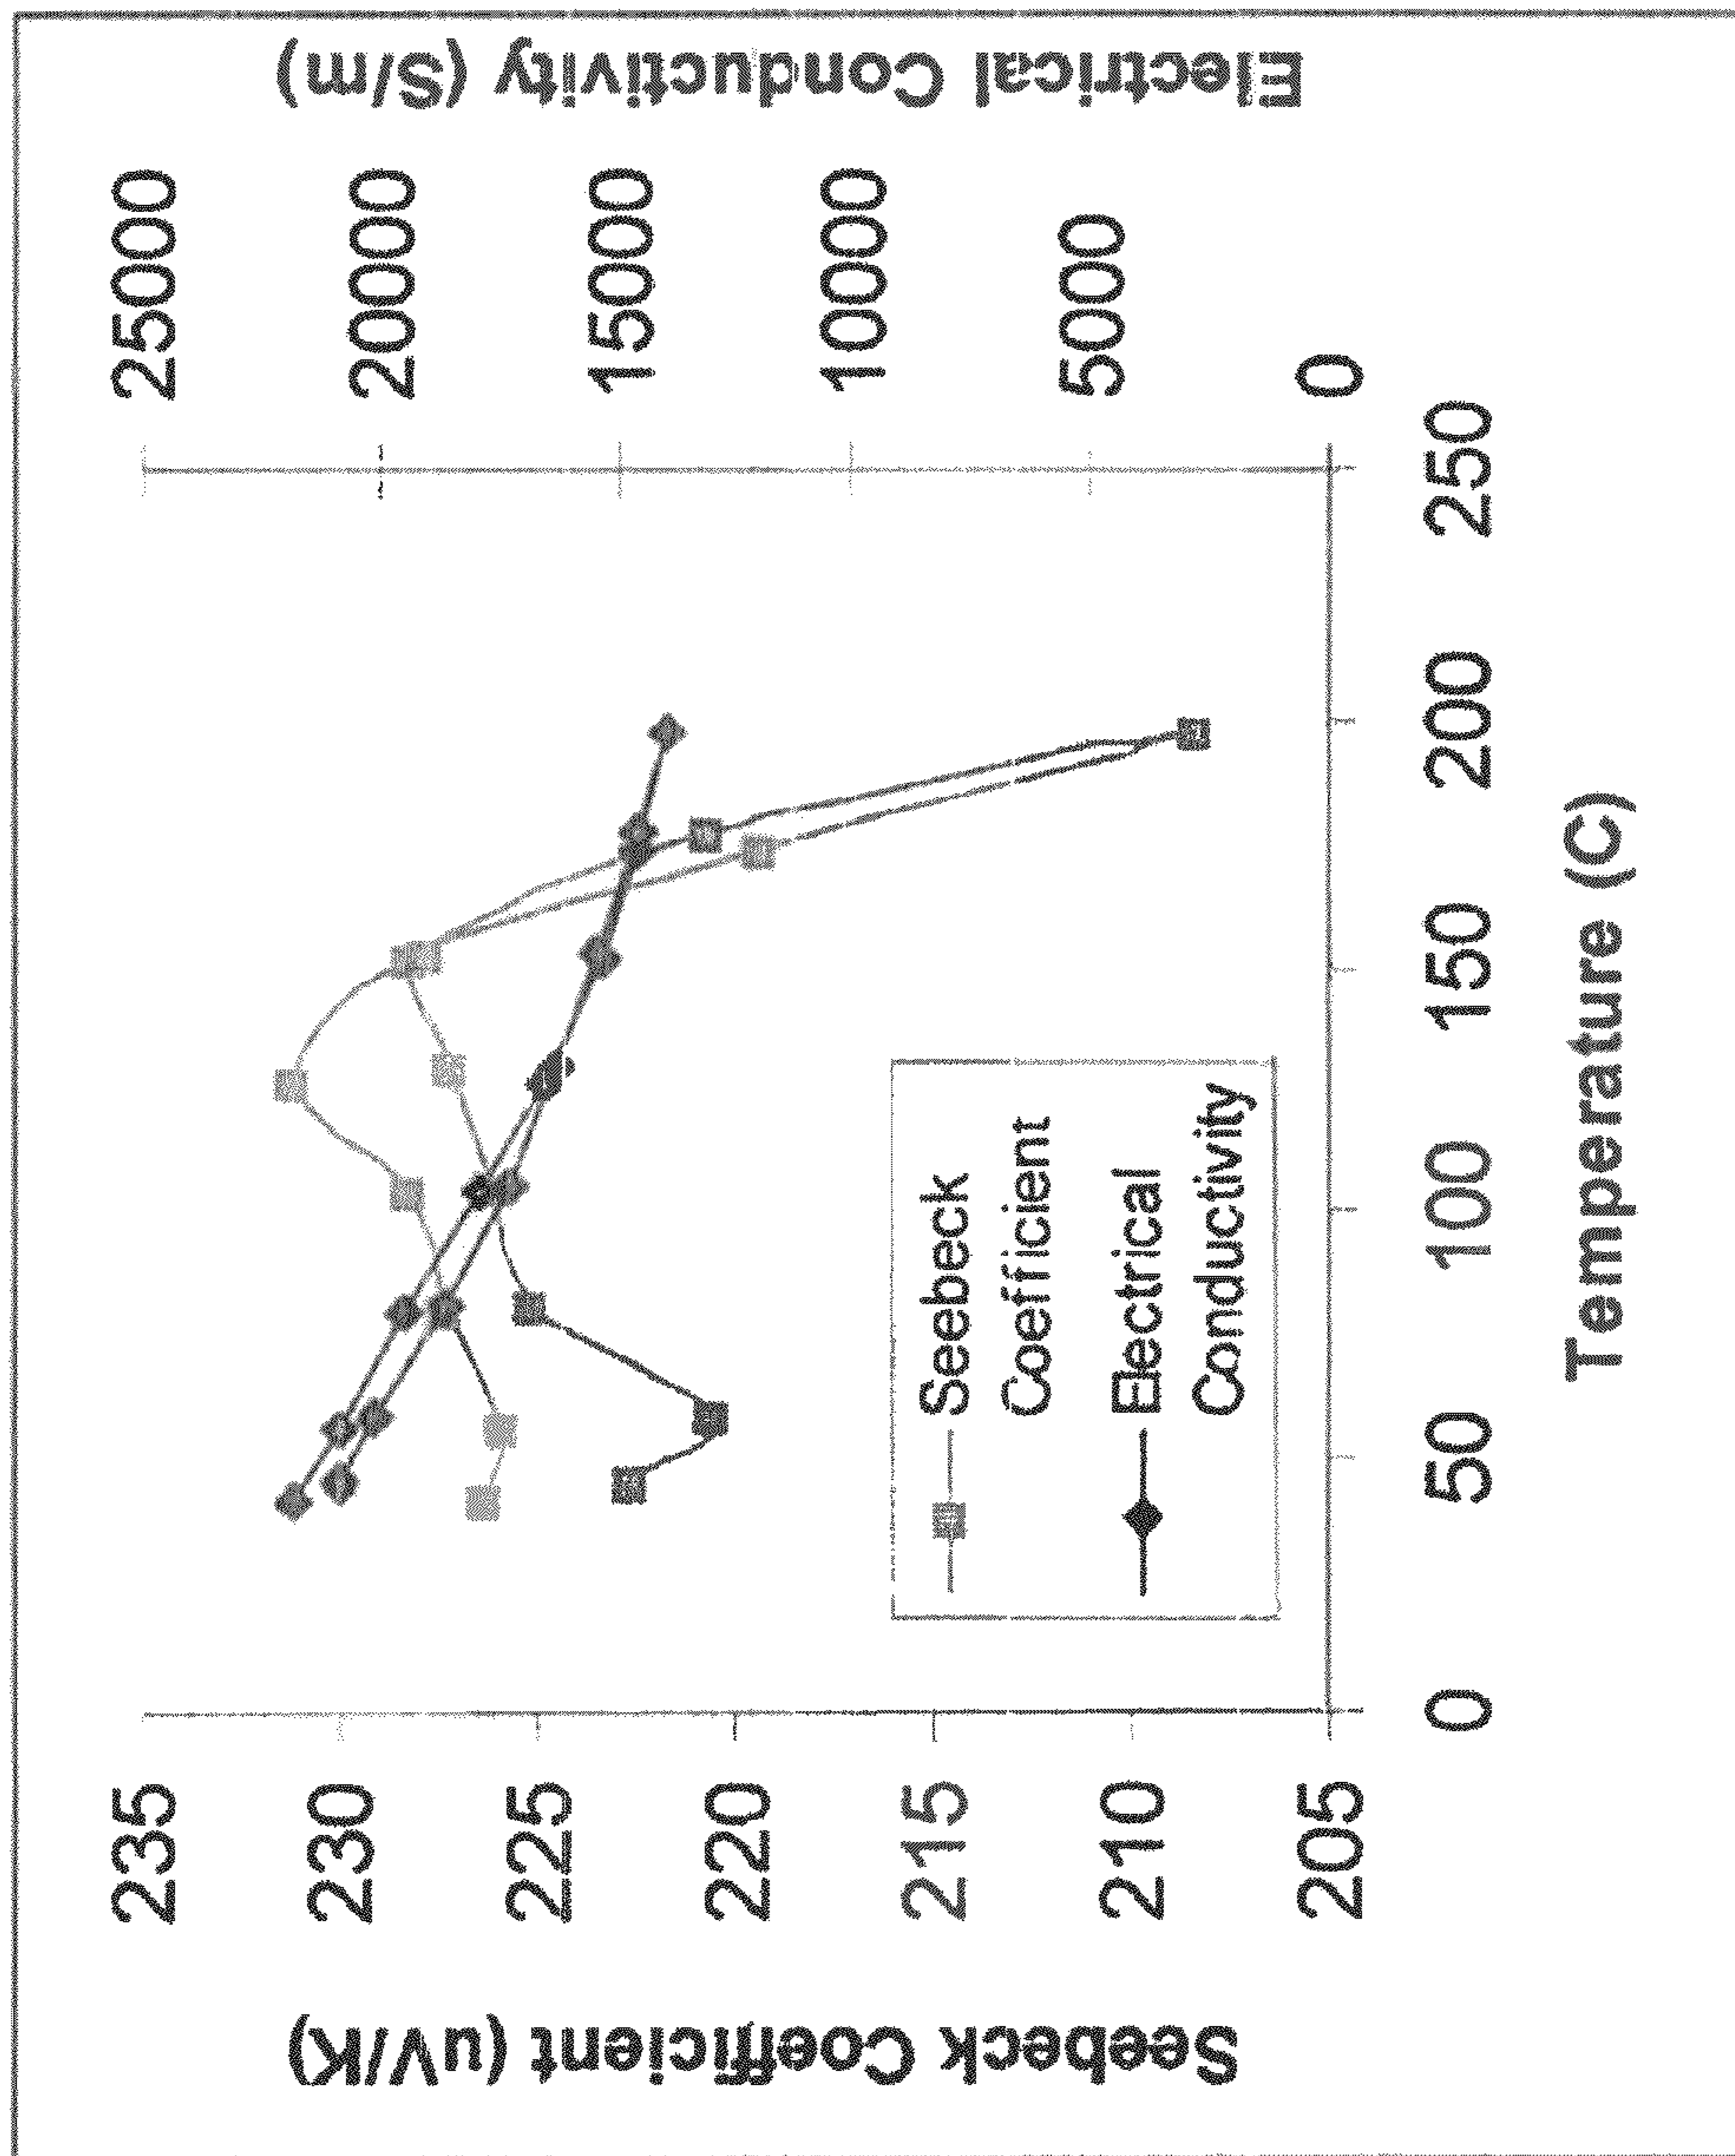 Seebeck Coefficient (uV/K)
235
230
225
220
215
210
205
Electrical Conductivity (S/m)
25000
20000
15000
10000
5000
0
0
50
100
150
200
250
Temperature (C)
Seebeck
Coefficient
Electrical
Conductivity